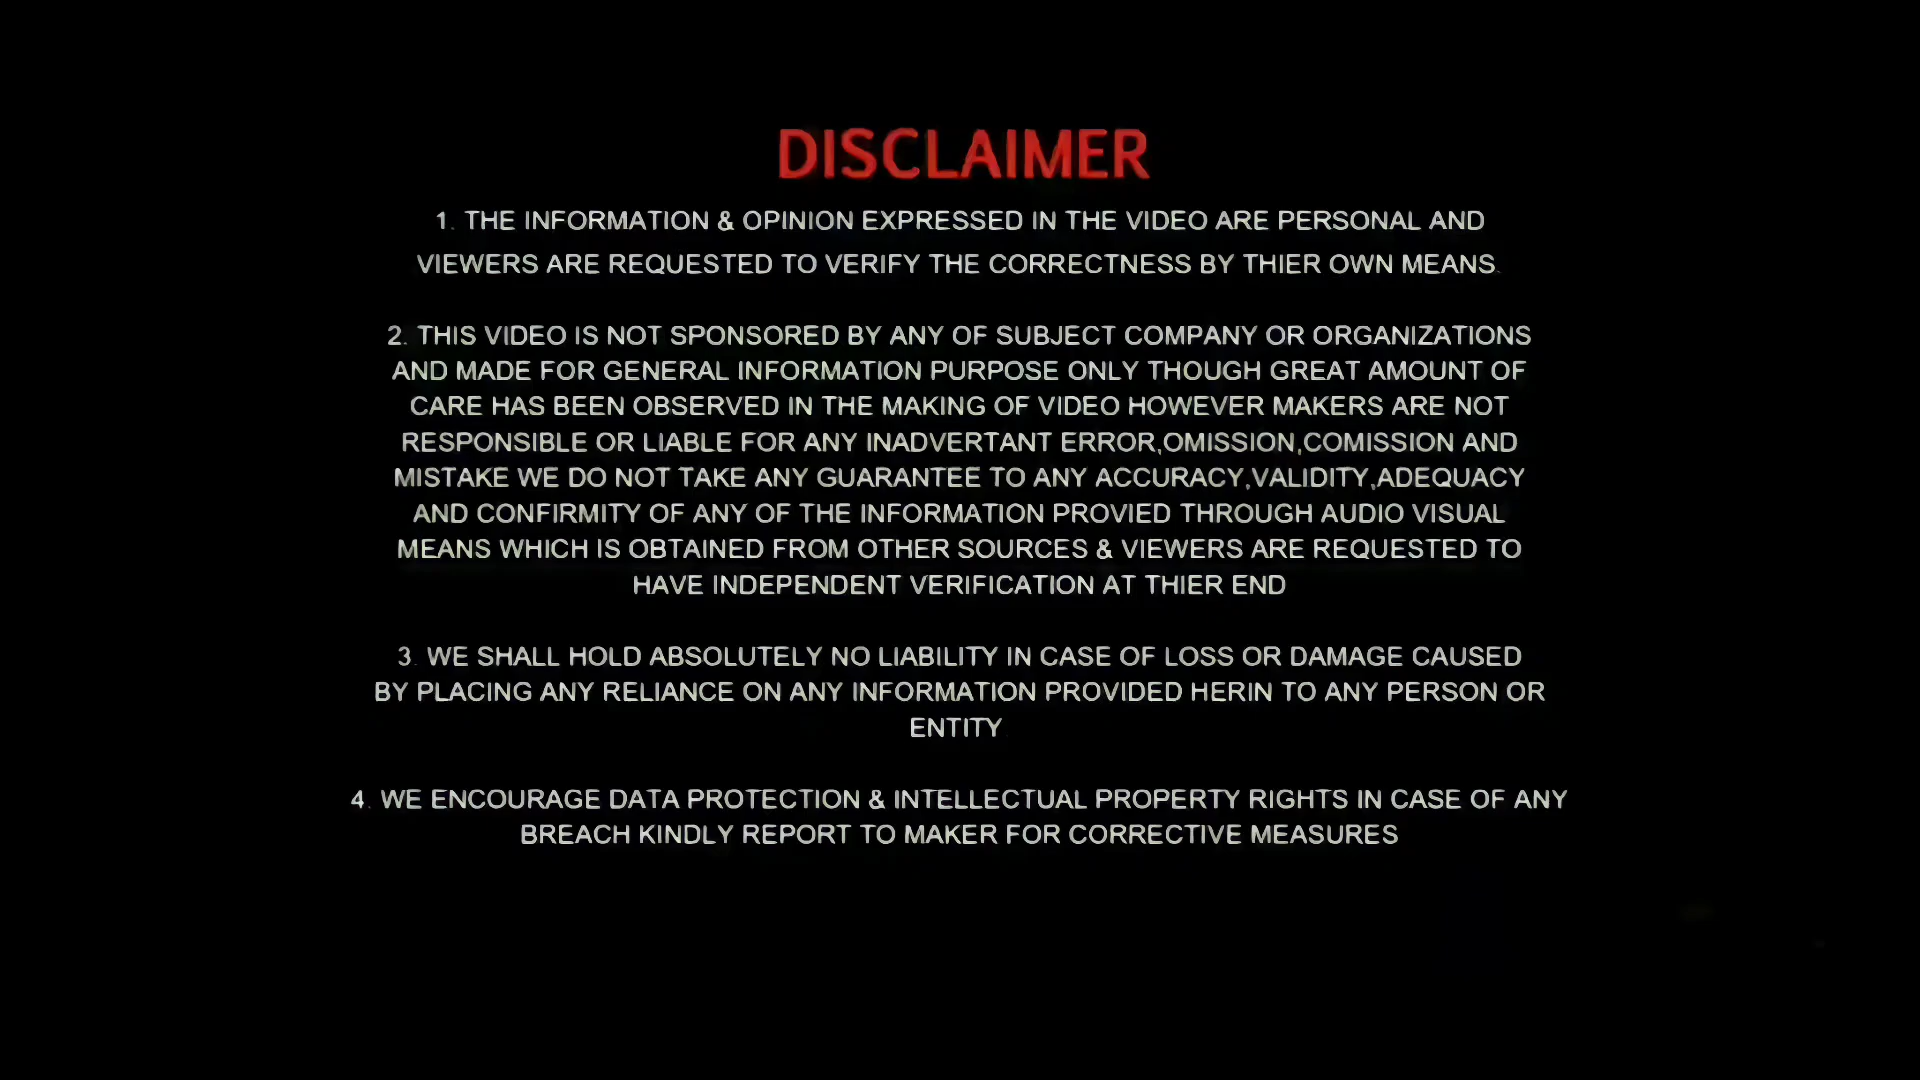 DISCLAIMER
1. THE INFORMATION & OPINION EXPRESSED IN THE VIDEO ARE PERSONAL AND
VIEWERS ARE REQUESTED TO VERIFY THE CORRECTNESS BY THIER OWN MEANS.
2. THIS VIDEO IS NOT SPONSORED BY ANY OF SUBJECT COMPANY OR ORGANIZATIONS
AND MADE FOR GENERAL INFORMATION PURPOSE ONLY THOUGH GREAT AMOUNT OF
CARE HAS BEEN OBSERVED IN THE MAKING OF VIDEO HOWEVER MAKERS ARE NOT
RESPONSIBLE OR LIABLE FOR ANY INADVERTANT ERROR,OMISSION,COMISSION AND
MISTAKE WE DO NOT TAKE ANY GUARANTEE TO ANY ACCURACY,VALIDITY,ADEQUACY
AND CONFIRMITY OF ANY OF THE INFORMATION PROVIED THROUGH AUDIO VISUAL
MEANS WHICH IS OBTAINED FROM OTHER SOURCES & VIEWERS ARE REQUESTED TO
HAVE INDEPENDENT VERIFICATION AT THIER END
3. WE SHALL HOLD ABSOLUTELY NO LIABILITY IN CASE OF LOSS OR DAMAGE CAUSED
BY PLACING ANY RELIANCE ON ANY INFORMATION PROVIDED HERIN TO ANY PERSON OR
ENTITY
4. WE ENCOURAGE DATA PROTECTION & INTELLECTUAL PROPERTY RIGHTS IN CASE OF ANY
BREACH KINDLY REPORT TO MAKER FOR CORRECTIVE MEASURES